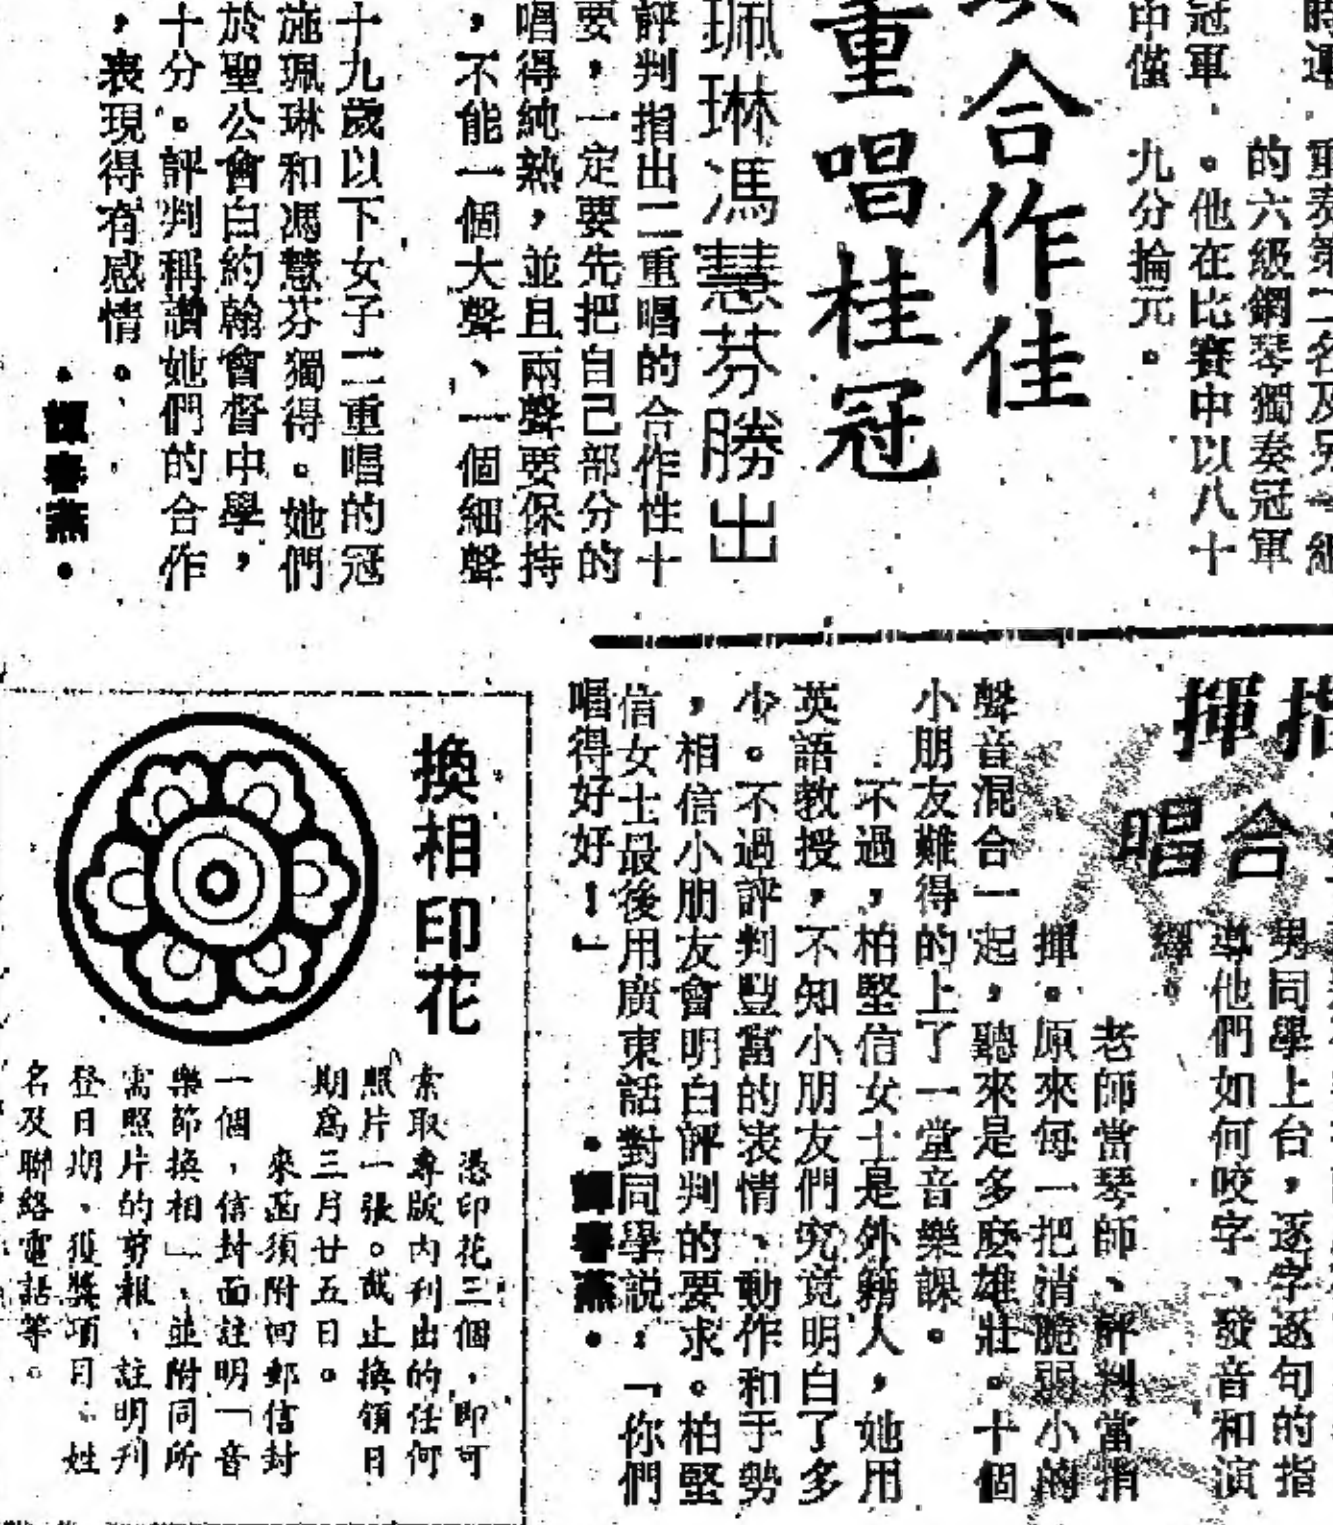 重奏第二名及另一組
的六級鋼琴獨奏冠軍
。他在比賽中以八十
九分掄元。
冠軍
中僅
合作佳
重唱桂冠
珮琳馮慧芬勝出
評判指出二重唱的合作性十
要,一定要先把自己部分的
唱得純熟,並且兩聲要保持
,不能一個大聲、一個細聲
十九歲以下女子二重唱的冠
施珮琳和馮慧芬獨得。她們
於聖公會白約翰會督中學,
十分。評判稱讚她們的合作
,表現得有感情。
•譚春燕•
指揮
合唱
男同學上台,逐字逐句的指
導他們如何咬字、發音和演
繹。
老師當琴師、評判當指
揮。原來每一把清脆弱小的
聲音混合一起,聽來是多麼雄壯。十個
小朋友難得的上了一堂音樂課。
不過,柏堅信女士是外籍人,她用
英語教授,不知小朋友們究竟明白了多
少。不過評判豐富的表情、動作和手勢
,相信小朋友會明白評判的要求。柏堅
信女士最後用廣東話對同學說:「你們
唱得好好!」
•譚春燕•
換相印花
憑印花三個,即可
索取專版內刊出的任何
照片一張。截止換領日
期為三月廿五日。
來函須附回郵信封
一個,信封面註明「音
樂節換相」,並附同所
需照片的剪報,註明刊
登日期、獲獎項目、姓
名及聯絡電話等。